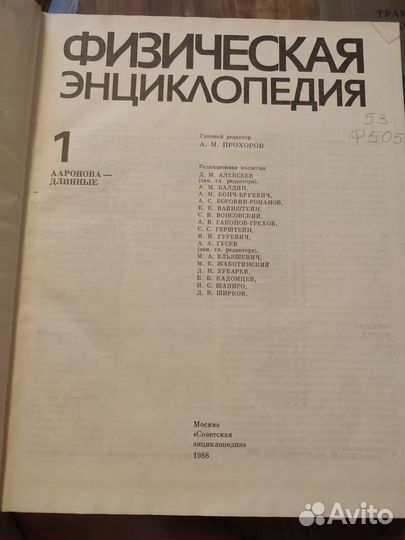 ТРАК
ФИЗИЧЕСКАЯ
ЭНЦИКЛОПЕДИЯ
53
Ф505
1
ААРОНОВА —
ДЛИННЫЕ
Главный редактор
А. М. ПРОХОРОВ
Редакционная коллегия
Д. М. АЛЕКСЕЕВ
(зам. гл. редактора),
А. М. БАЛДИН,
А. М. БОНЧ-БРУЕВИЧ,
А. С. БОРОВИК-РОМАНОВ,
Б. К. ВАЙНШТЕЙН,
С. В. ВОНСОВСКИЙ,
А. В. ГАПОНОВ-ГРЕХОВ,
С. С. ГЕРШТЕЙН,
И. И. ГУРЕВИЧ,
А. А. ГУСЕВ
(зам. гл. редактора),
М. А. ЕЛЬЯШЕВИЧ,
М. Е. ЖАБОТИНСКИЙ
Д. Н. ЗУБАРЕВ,
Б. Б. КАДОМЦЕВ,
И. С. ШАПИРО,
Д. В. ШИРКОВ.
Москва
«Советская
энциклопедия»
1988
Avito